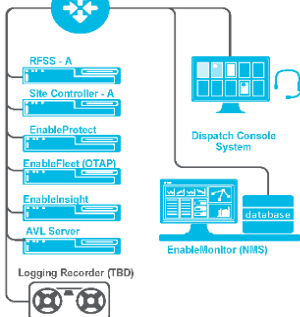 RFSS - A
Site Controller - A
EnableProtect
EnableFleet (OTAP)
EnableInsight
AVL Server
Logging Recorder (TBD)
Dispatch Console
System
database
EnableMonitor (NMS)